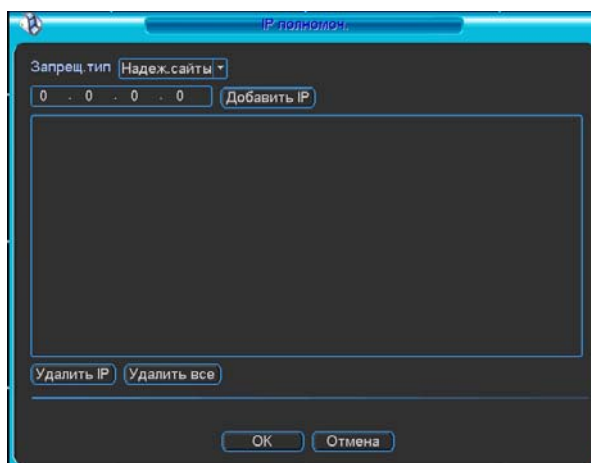 IP полномоч.
Запрещ.тип Надеж.сайты
0 . 0 . 0 . 0 Добавить IP
Удалить IP Удалить все
OK Отмена